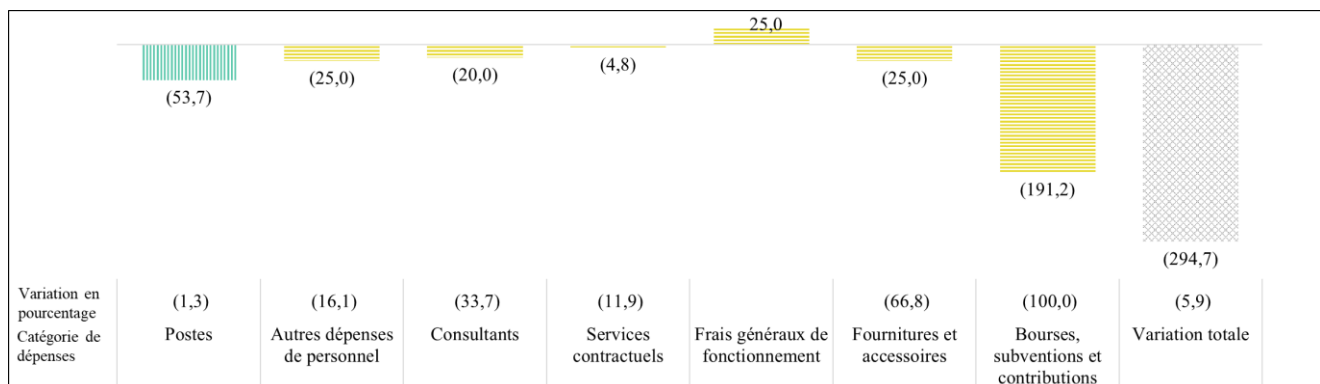 25,0
(53,7)
(25,0)
(20,0)
(4,8)
(25,0)
(191,2)
(294,7)
Variation en
pourcentage
(1,3)
(16,1)
(33,7)
(11,9)
(66,8)
(100,0)
(5,9)
Catégorie de
dépenses
Postes
Autres dépenses
de personnel
Consultants
Services
contractuels
Frais généraux de
fonctionnement
Fournitures et
accessoires
Bourses,
subventions et
contributions
Variation totale